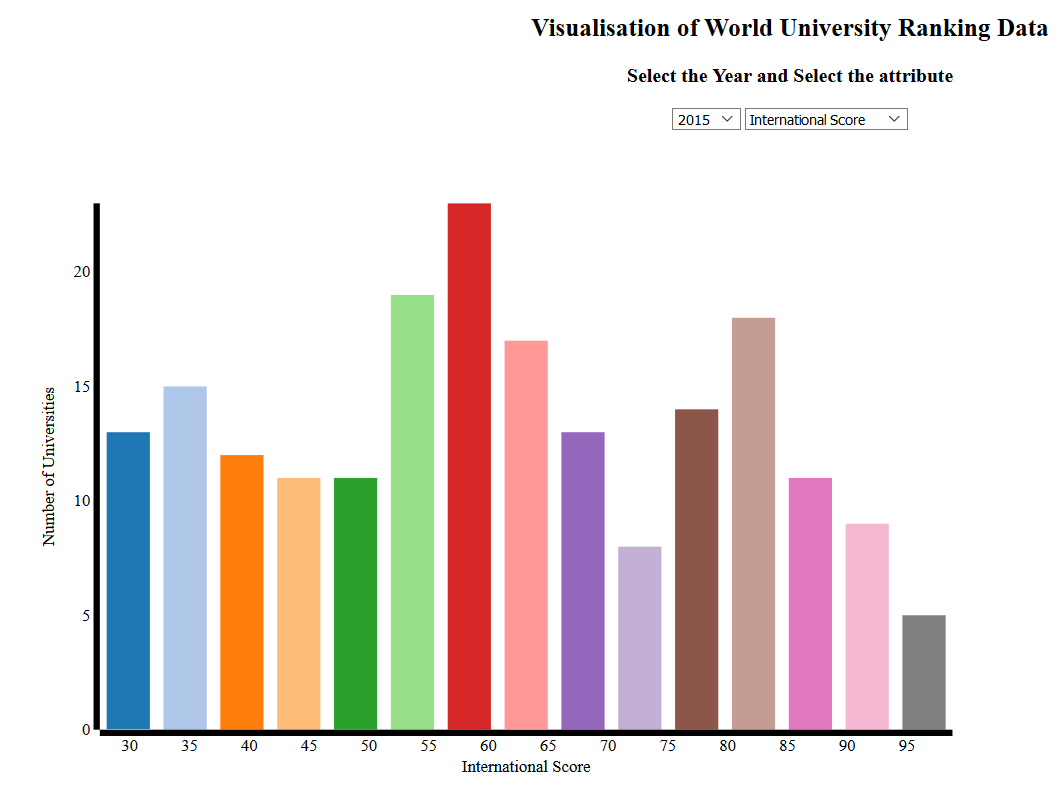 Visualisation of World University Ranking Data
Select the Year and Select the attribute
2015 International Score
20
15
10
5
0
Number of Universities
30 35 40 45 50 55 60 65 70 75 80 85 90 95
International Score